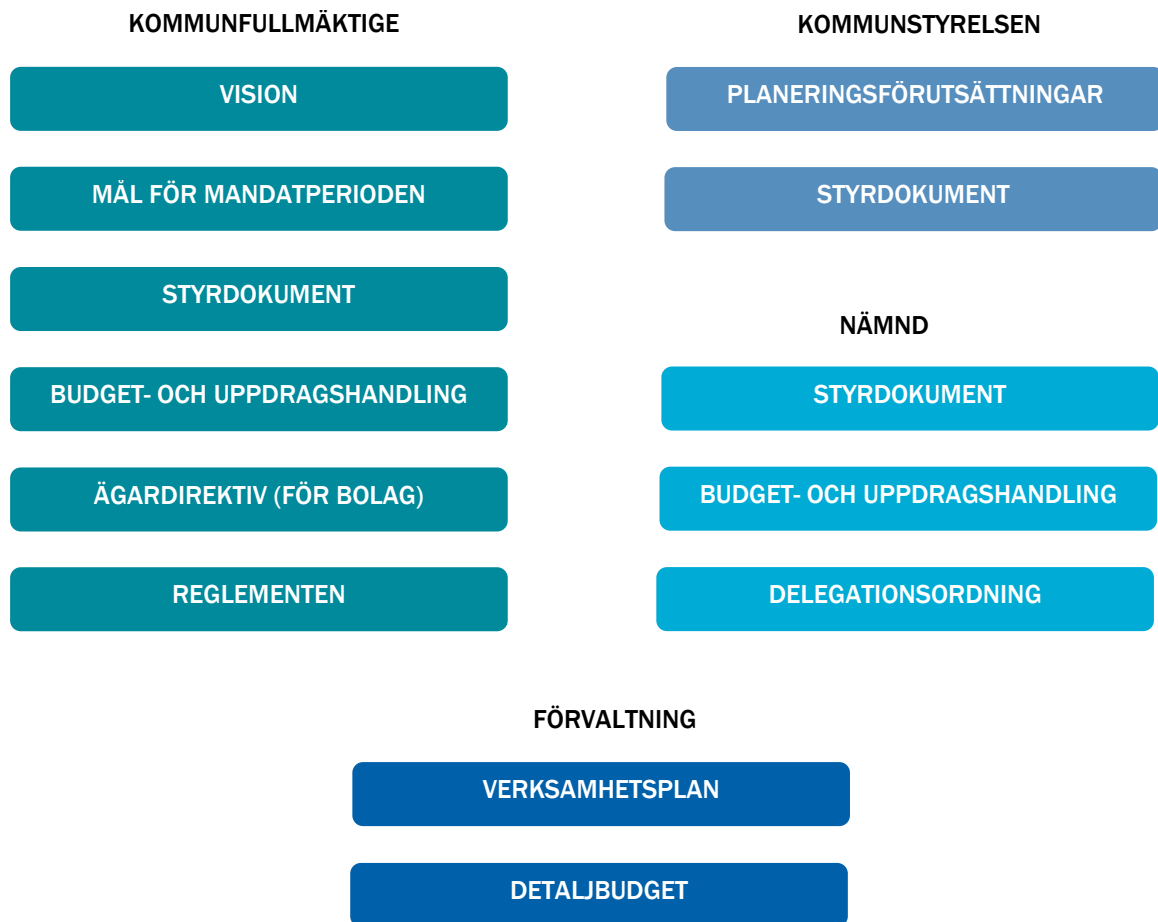 KOMMUNFULLMÄKTIGE
VISION
MÅL FÖR MANDATPERIODEN
STYRDOKUMENT
BUDGET- OCH UPPDRAGSHANDLING
ÄGARDIREKTIV (FÖR BOLAG)
REGLEMENTEN
KOMMUNSTYRELSEN
PLANERINGSFÖRUTSÄTTNINGAR
STYRDOKUMENT
NÄMND
STYRDOKUMENT
BUDGET- OCH UPPDRAGSHANDLING
DELEGATIONSORDNING
FÖRVALTNING
VERKSAMHETSPLAN
DETALJBUDGET